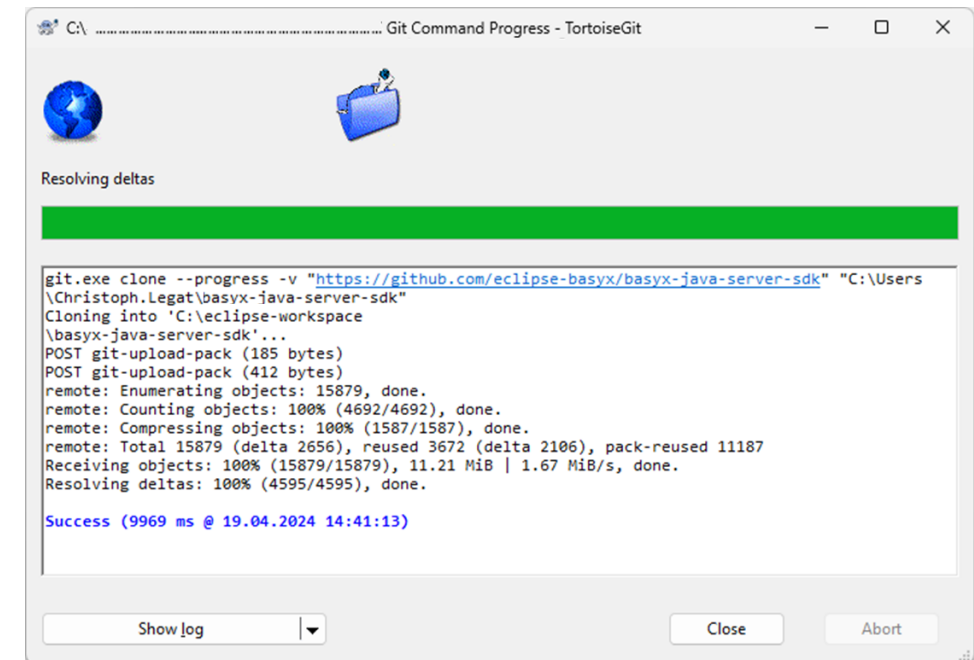 C:\ ........................................................ Git Command Progress - TortoiseGit
Resolving deltas
git.exe clone --progress -v "https://github.com/eclipse-basyx/basyx-java-server-sdk" "C:\Users
\Christoph.Legat\basyx-java-server-sdk"
Cloning into 'C:\eclipse-workspace
\basyx-java-server-sdk'...
POST git-upload-pack (185 bytes)
POST git-upload-pack (412 bytes)
remote: Enumerating objects: 15879, done.
remote: Counting objects: 100% (4692/4692), done.
remote: Compressing objects: 100% (1587/1587), done.
remote: Total 15879 (delta 2656), reused 3672 (delta 2106), pack-reused 11187
Receiving objects: 100% (15879/15879), 11.21 MiB | 1.67 MiB/s, done.
Resolving deltas: 100% (4595/4595), done.
Success (9969 ms @ 19.04.2024 14:41:13)
Show log
Close
Abort